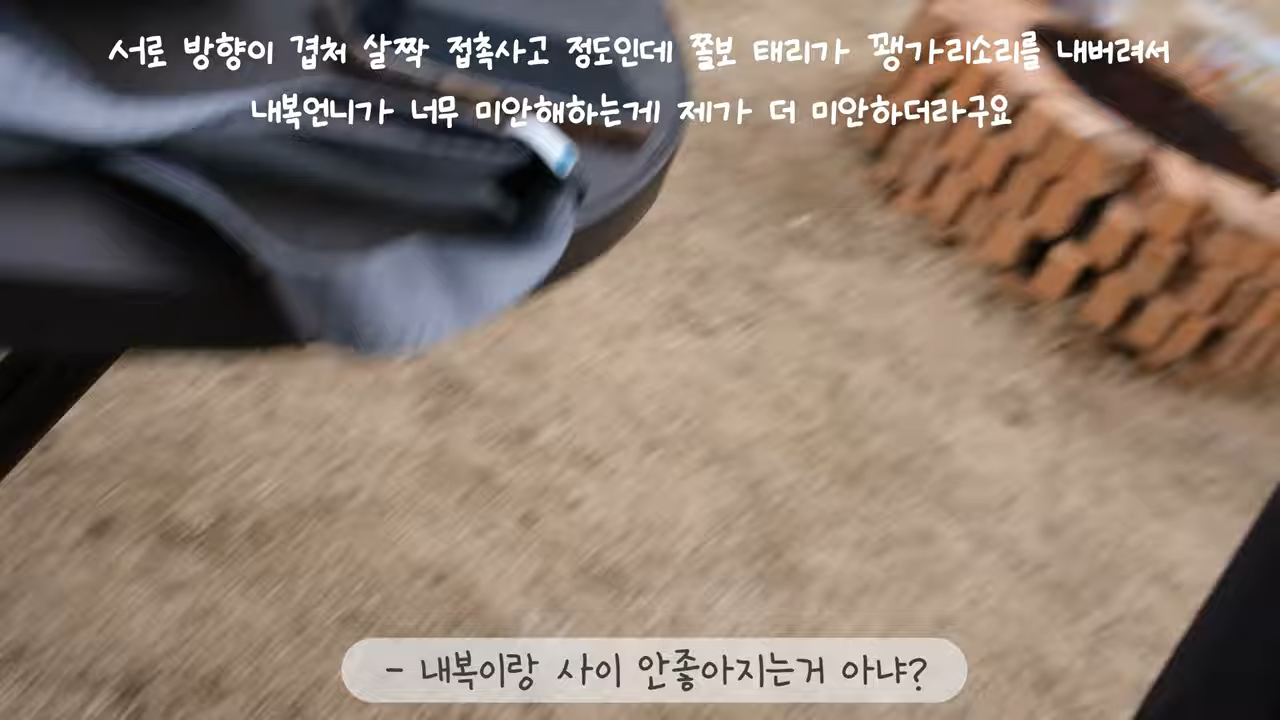 서로 방향이 겹처 살짝 접촉사고 정도인데 쫄보 태리가 꽹가리소리를 내버려서
내복언니가 너무 미안해하는게 제가 더 미안하더라구요
- 내복이랑 사이 안좋아지는거 아냐?